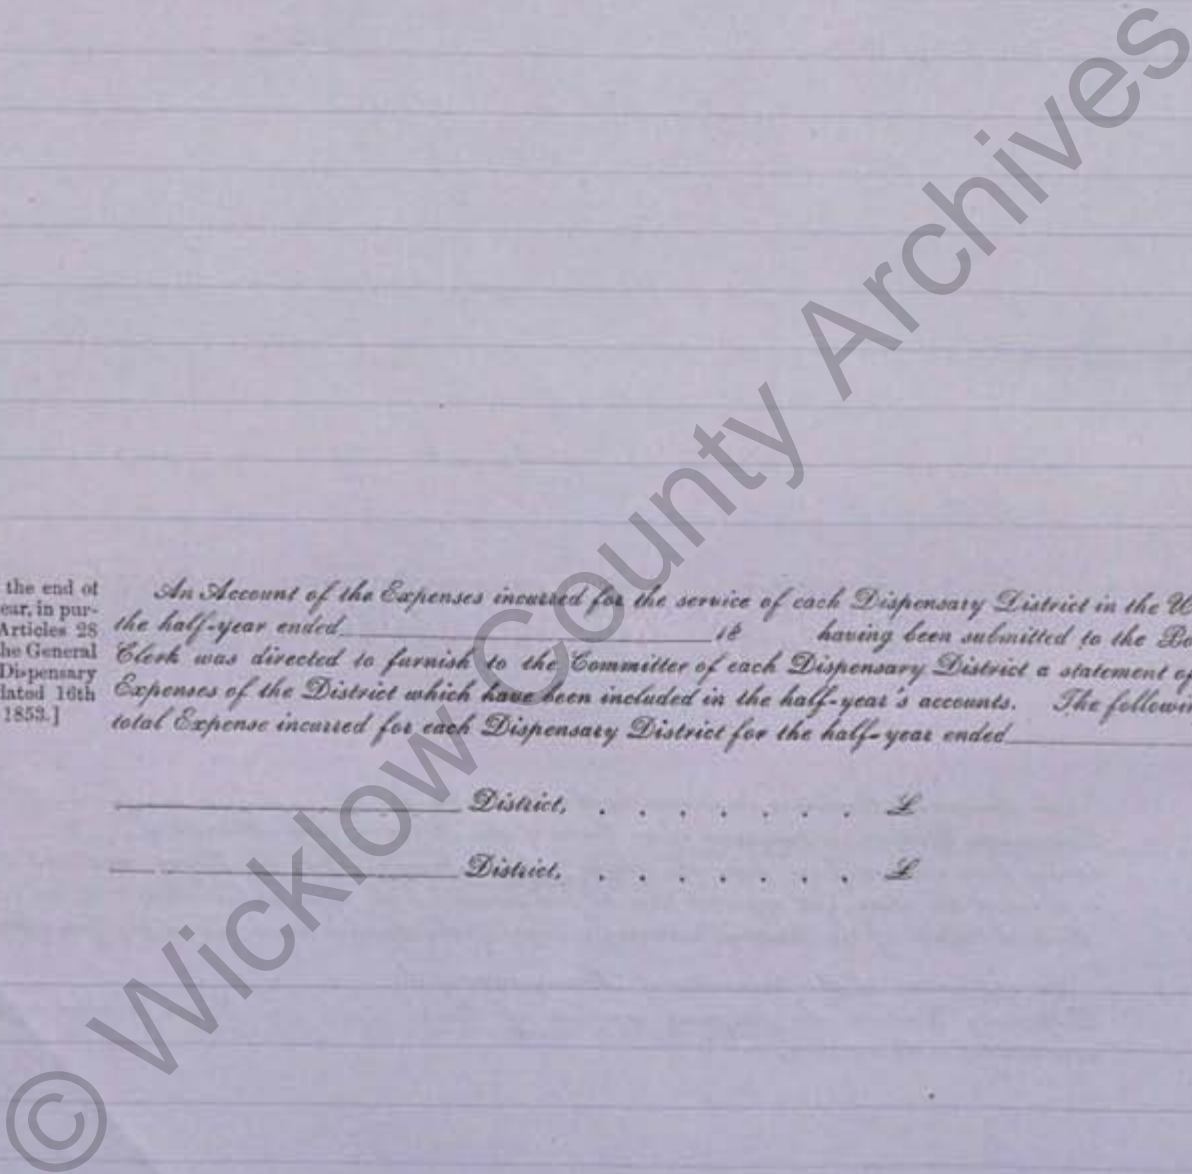 the end of
ear, in pur-
Articles 28
he General
Dispensary
lated 16th
1853.]
An Account of the Expenses incurred for the service of each Dispensary District in the U
the half-year ended 18 having been submitted to the Bo
Clerk was directed to furnish to the Committee of each Dispensary District a statement of
Expenses of the District which have been included in the half-year's accounts. The followin
total Expense incurred for each Dispensary District for the half-year ended
District, . . . . . . . £
District, . . . . . . . £
© Wicklow County Archives